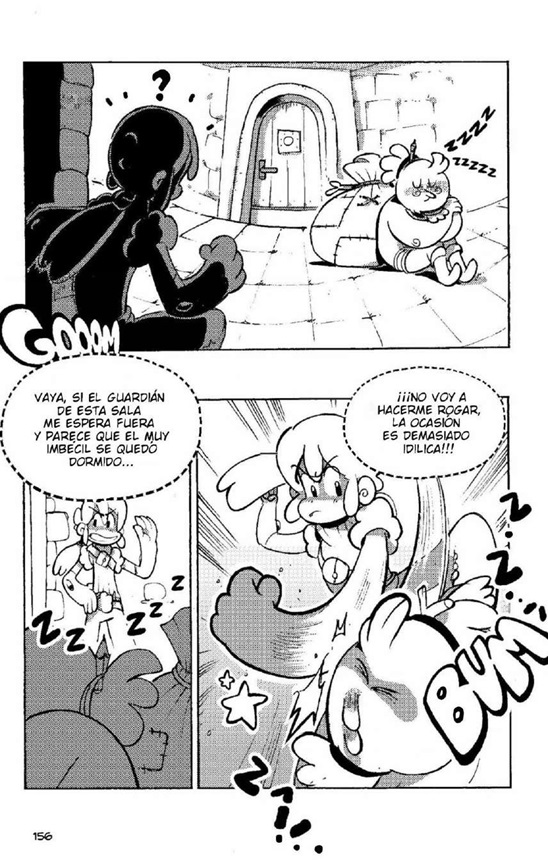 ?
ZZZZ
ZZZZZ
GOOOM
VAYA, SI EL GUARDIÁN
DE ESTA SALA
ME ESPERA FUERA
Y PARECE QUE EL MUY
IMBÉCIL SE QUEDÓ
DORMIDO...
¡¡¡NO VOY A
HACERME ROGAR,
LA OCASIÓN
ES DEMASIADO
IDILICA!!!
Z Z Z Z
Z
Z
Z
BUM
Z
Z
!
156